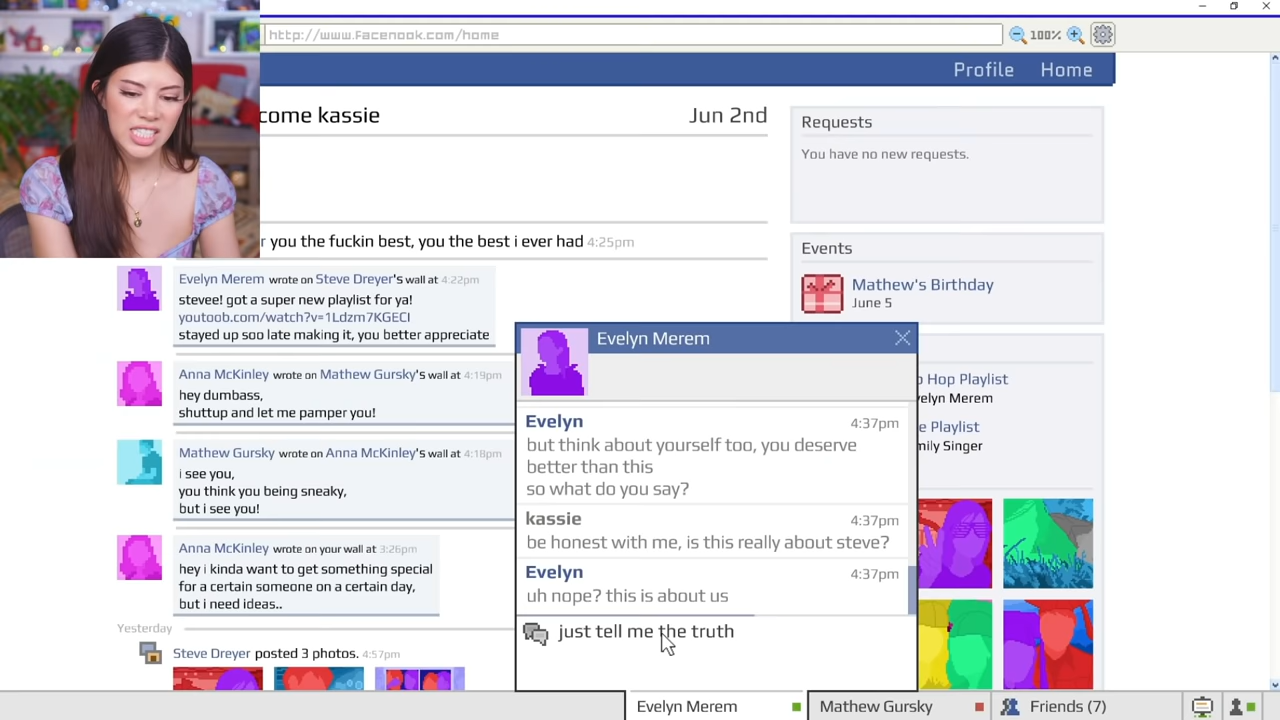 http://www.facenook.com/home
100%
Profile Home
come kassie
Jun 2nd
r you the fuckin best, you the best i ever had 4:25pm
Evelyn Merem wrote on Steve Dreyer's wall at 4:22pm
stevee! got a super new playlist for ya!
youtoob.com/watch?v=1Ldzm7KGECI
stayed up soo late making it, you better appreciate
Anna McKinley wrote on Mathew Gursky's wall at 4:19pm
hey dumbass,
shuttup and let me pamper you!
Mathew Gursky wrote on Anna McKinley's wall at 4:18pm
i see you,
you think you being sneaky,
but i see you!
Anna McKinley wrote on your wall at 3:26pm
hey i kinda want to get something special
for a certain someone on a certain day,
but i need ideas..
Yesterday
Steve Dreyer posted 3 photos. 4:57pm
Requests
You have no new requests.
Events
Mathew's Birthday
June 5
p Hop Playlist
velyn Merem
e Playlist
mily Singer
Evelyn Merem
Evelyn 4:37pm
but think about yourself too, you deserve
better than this
so what do you say?
kassie 4:37pm
be honest with me, is this really about steve?
Evelyn 4:37pm
uh nope? this is about us
just tell me the truth
Evelyn Merem
Mathew Gursky
Friends (7)